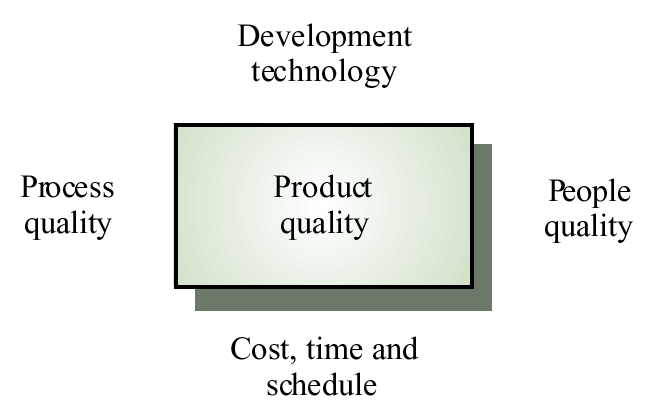 Development
technology
Process
quality
Product
quality
People
quality
Cost, time and
schedule